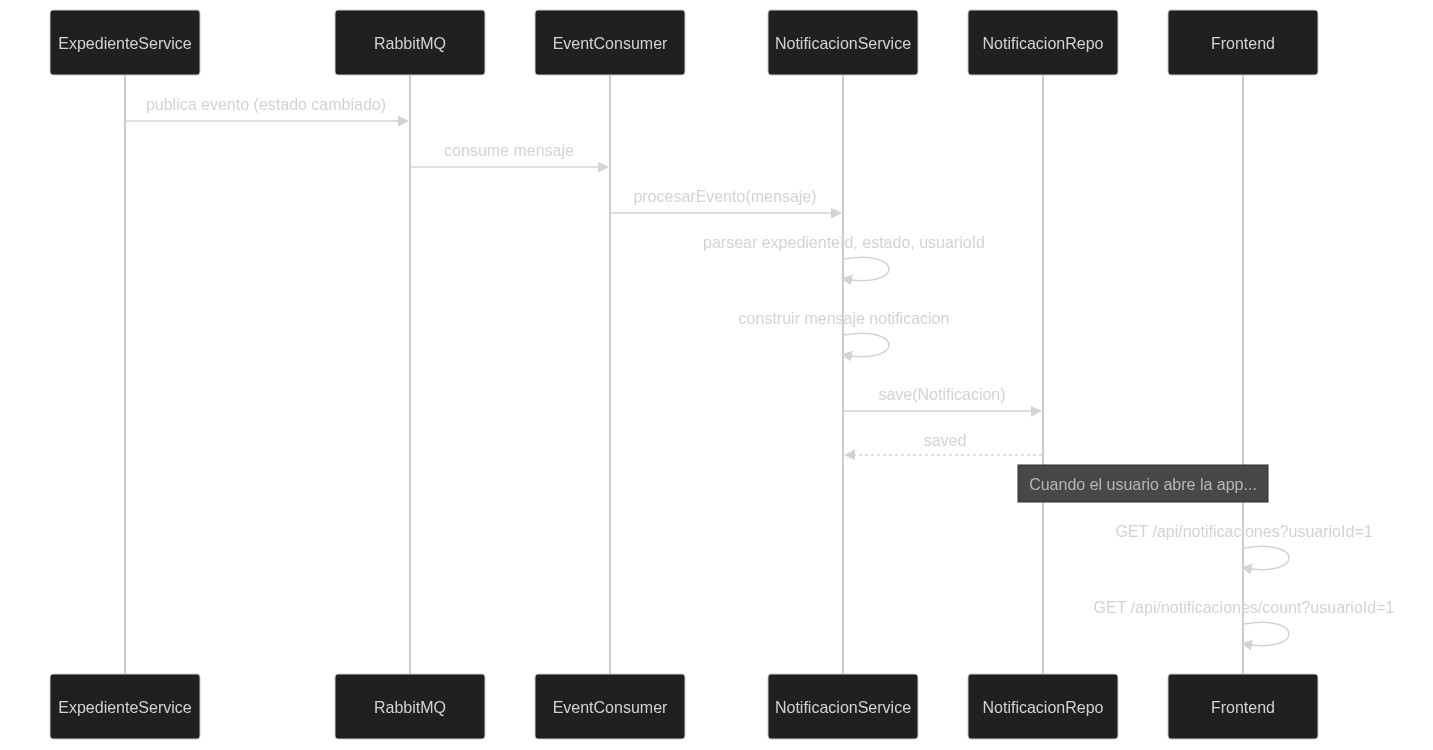 ExpedienteService
RabbitMQ
EventConsumer
NotificacionService
NotificacionRepo
Frontend
publica evento (estado cambiado)
consume mensaje
procesarEvento(mensaje)
parsear expedienteId, estado, usuarioId
construir mensaje notificacion
save(Notificacion)
saved
Cuando el usuario abre la app...
GET /api/notificaciones?usuarioId=1
GET /api/notificaciones/count?usuarioId=1
ExpedienteService
RabbitMQ
EventConsumer
NotificacionService
NotificacionRepo
Frontend